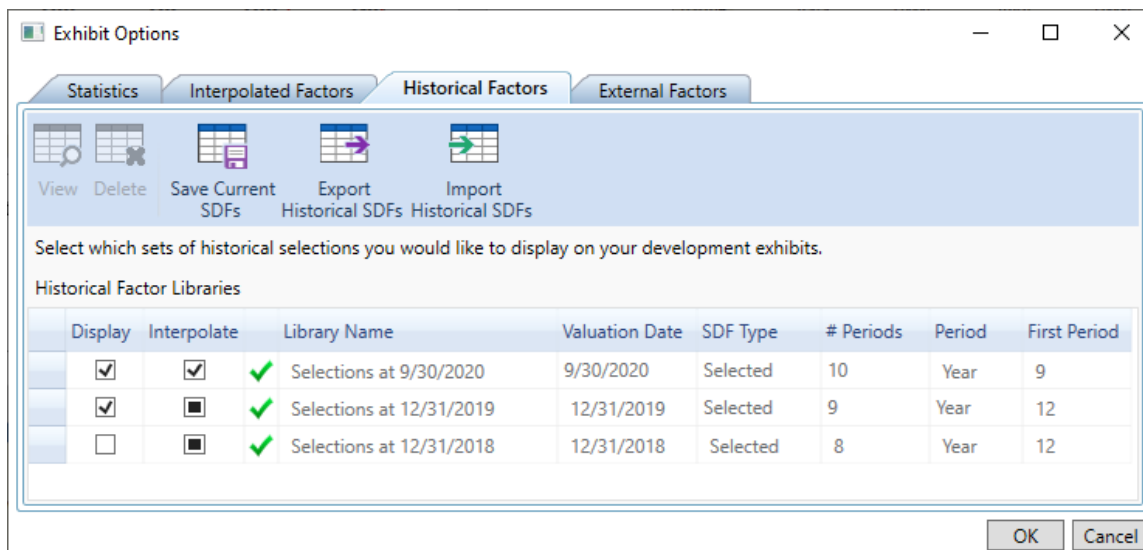 Exhibit Options
Statistics Interpolated Factors Historical Factors External Factors
View Delete Save Current SDFs Export Historical SDFs Import Historical SDFs
Select which sets of historical selections you would like to display on your development exhibits.
Historical Factor Libraries
Display Interpolate Library Name Valuation Date SDF Type # Periods Period First Period
Selections at 9/30/2020 9/30/2020 Selected 10 Year 9
Selections at 12/31/2019 12/31/2019 Selected 9 Year 12
Selections at 12/31/2018 12/31/2018 Selected 8 Year 12
OK Cancel